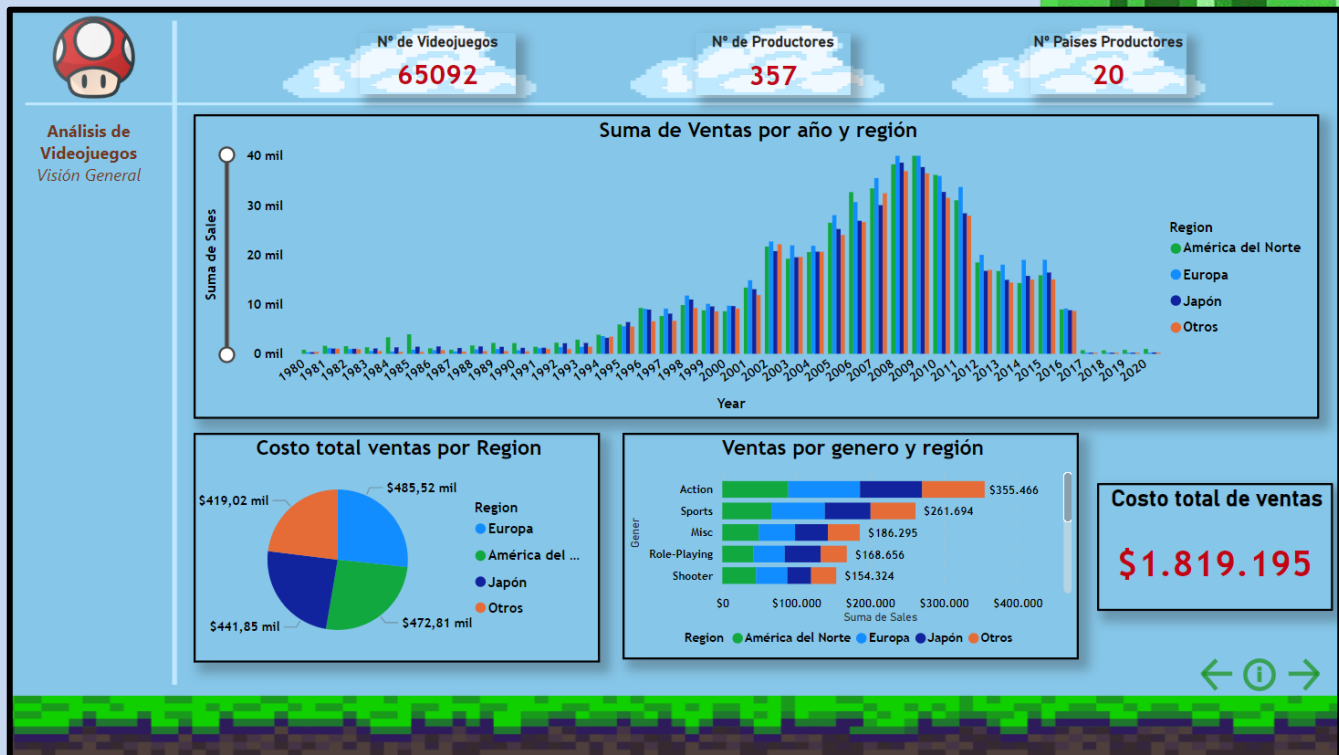 Nº de Videojuegos
65092
Nº de Productores
357
Nº Paises Productores
20
Análisis de
Videojuegos
Visión General
Suma de Ventas por año y región
Suma de Sales
40 mil
30 mil
20 mil
10 mil
0 mil
1980 1981 1982 1983 1984 1985 1986 1987 1988 1989 1990 1991 1992 1993 1994 1995 1996 1997 1998 1999 2000 2001 2002 2003 2004 2005 2006 2007 2008 2009 2010 2011 2012 2013 2014 2015 2016 2017 2018 2019 2020
Year
Region
América del Norte
Europa
Japón
Otros
Costo total ventas por Region
$419,02 mil
$485,52 mil
$441,85 mil
$472,81 mil
Region
Europa
América del ...
Japón
Otros
Ventas por genero y región
Gener
Action $355.466
Sports $261.694
Misc $186.295
Role-Playing $168.656
Shooter $154.324
$0 $100.000 $200.000 $300.000 $400.000
Suma de Sales
Region América del Norte Europa Japón Otros
Costo total de ventas
$1.819.195